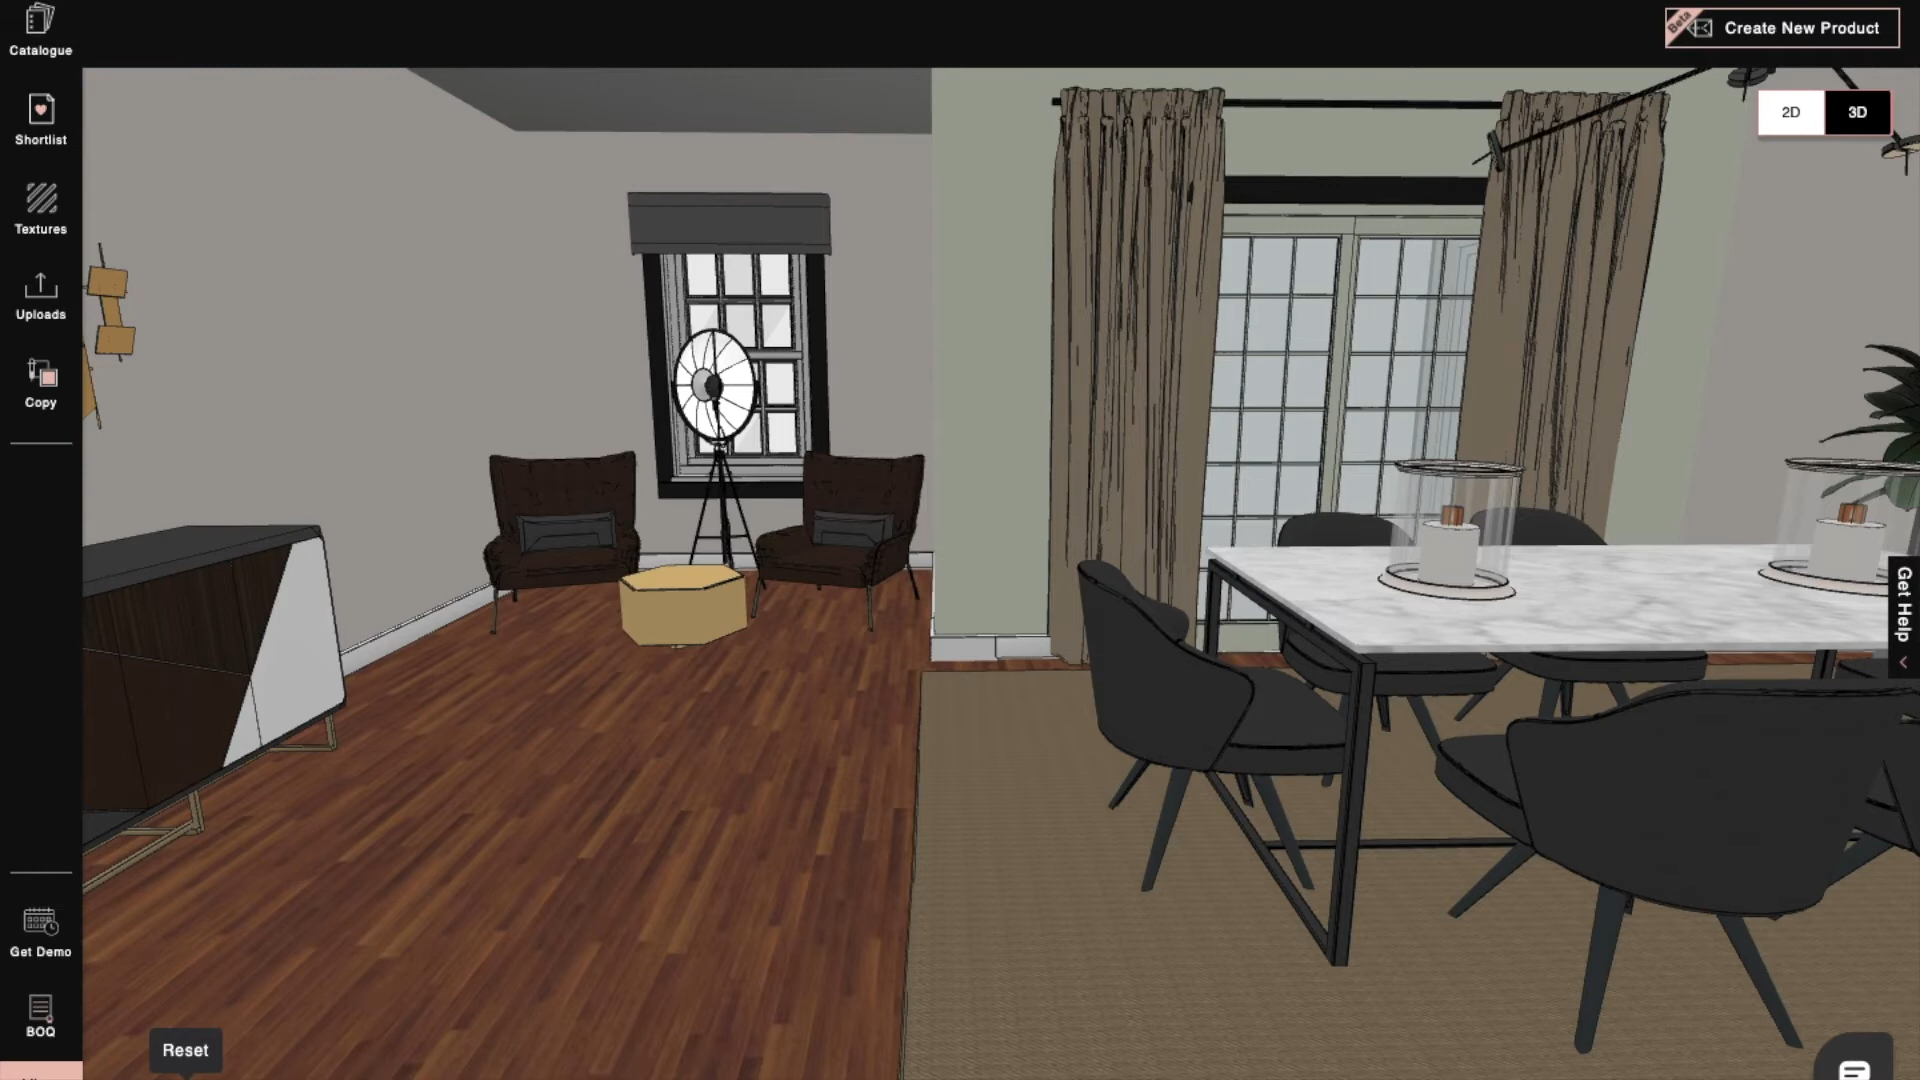 Catalogue
Beta
Create New Product
2D
3D
Shortlist
Textures
Uploads
Copy
Get Help
Get Demo
BOQ
Reset